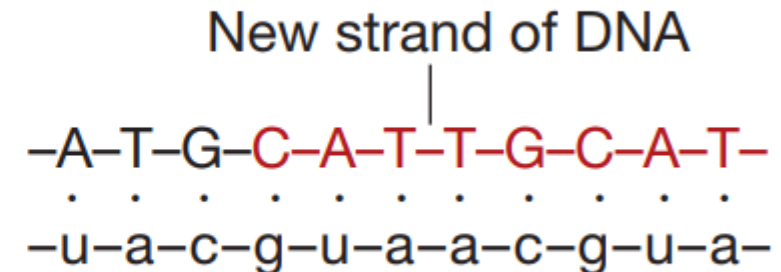 New strand of DNA
–A–T–G–C–A–T–T–G–C–A–T–
. . . . . . . . . . .
–u–a–c–g–u–a–a–c–g–u–a–